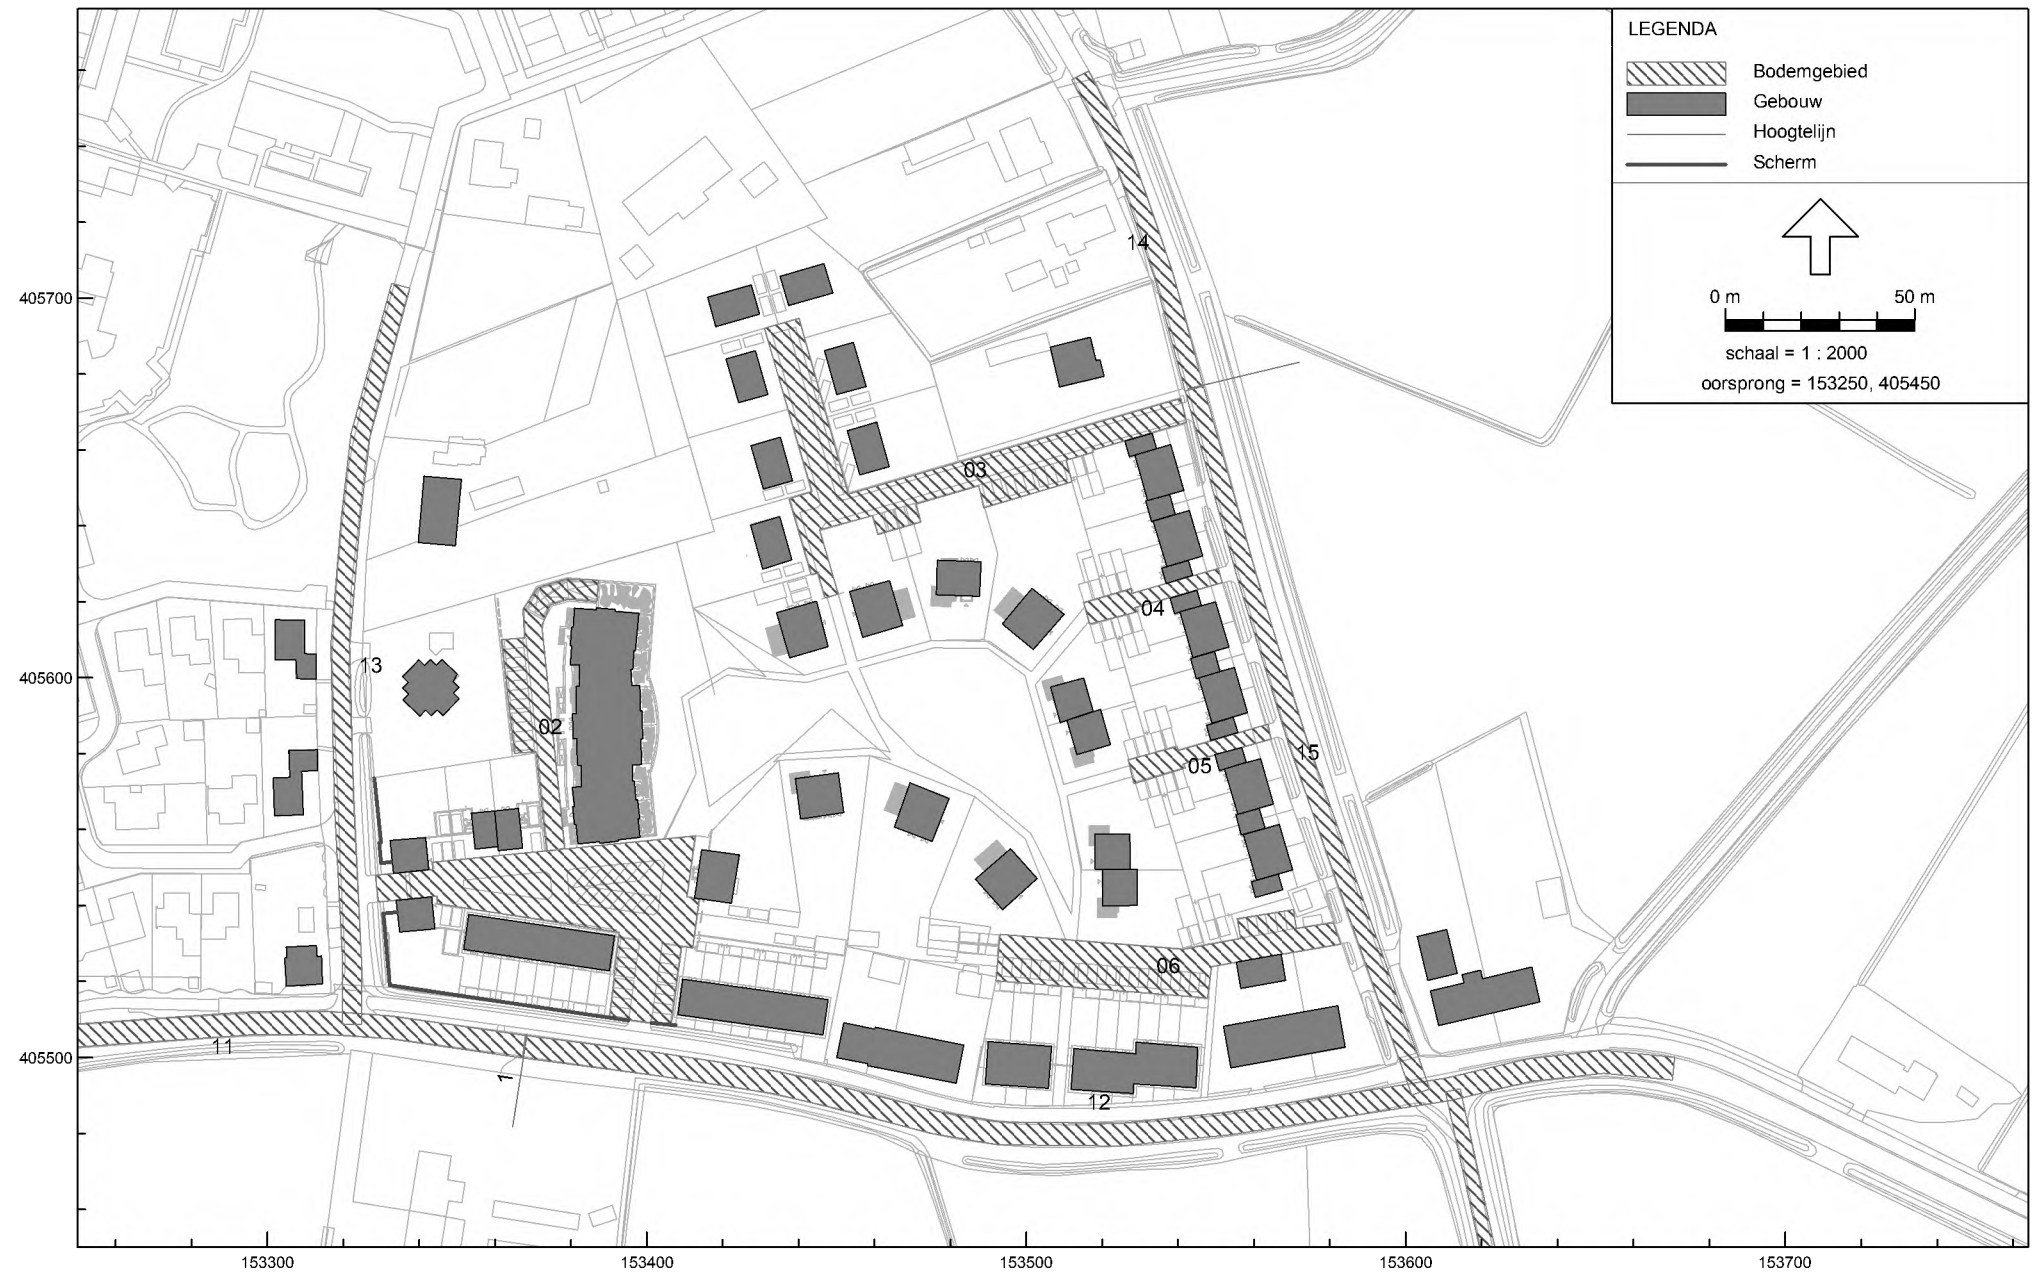 LEGENDA
Bodemgebied
Gebouw
Hoogtelijn
Scherm
0 m 50 m
schaal = 1 : 2000
oorsprong = 153250, 405450
14
405700
03
04
13
405600
02
15
05
06
11
405500
1
12
153300 153400 153500 153600 153700